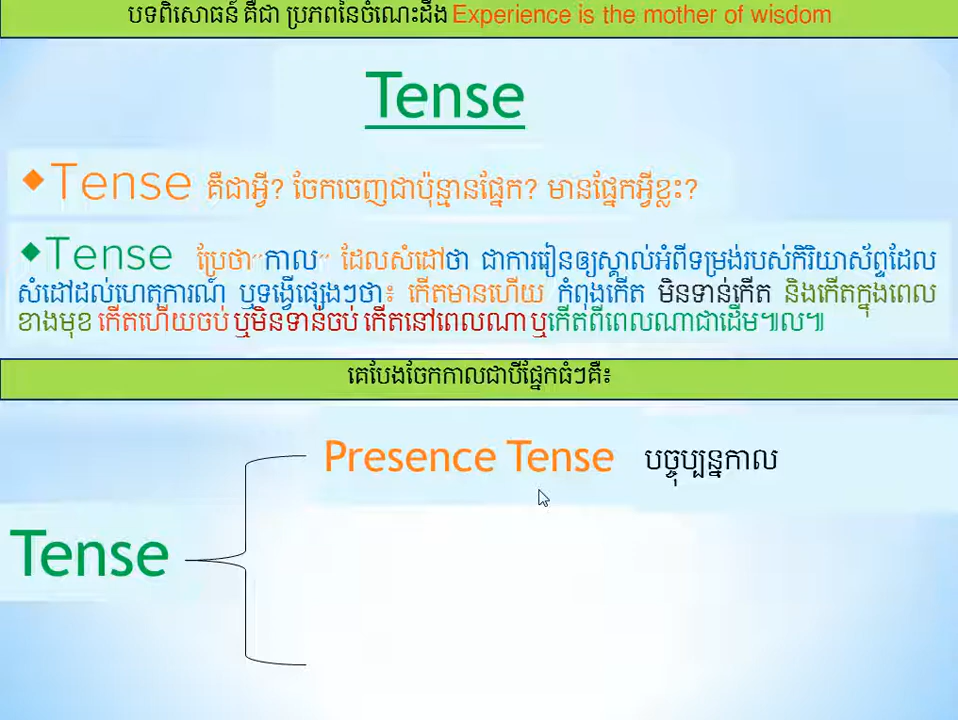 បទពិសោធន៍ គឺជា ប្រភពនៃចំណេះដឹង Experience is the mother of wisdom
Tense
Tense គឺជាអ្វី? ចែកចេញជាប៉ុន្មានផ្នែក? មានផ្នែកអ្វីខ្លះ?
Tense ប្រែថា"កាល" ដែលសំដៅថា ជាការរៀនឲ្យស្គាល់អំពីទម្រង់របស់កិរិយាស័ព្ទដែល
សំដៅដល់ហេតុការណ៍ ឬទង្វើផ្សេងៗថា៖ កើតមានហើយ កំពុងកើត មិនទាន់កើត និងកើតក្នុងពេល
ខាងមុខ កើតហើយចប់ ឬមិនទាន់ចប់ កើតនៅពេលណា ឬកើតពីពេលណាជាដើម៕ល៕
គេបែងចែកកាលជាបីផ្នែកធំៗគឺ៖
Presence Tense បច្ចុប្បន្នកាល
Tense